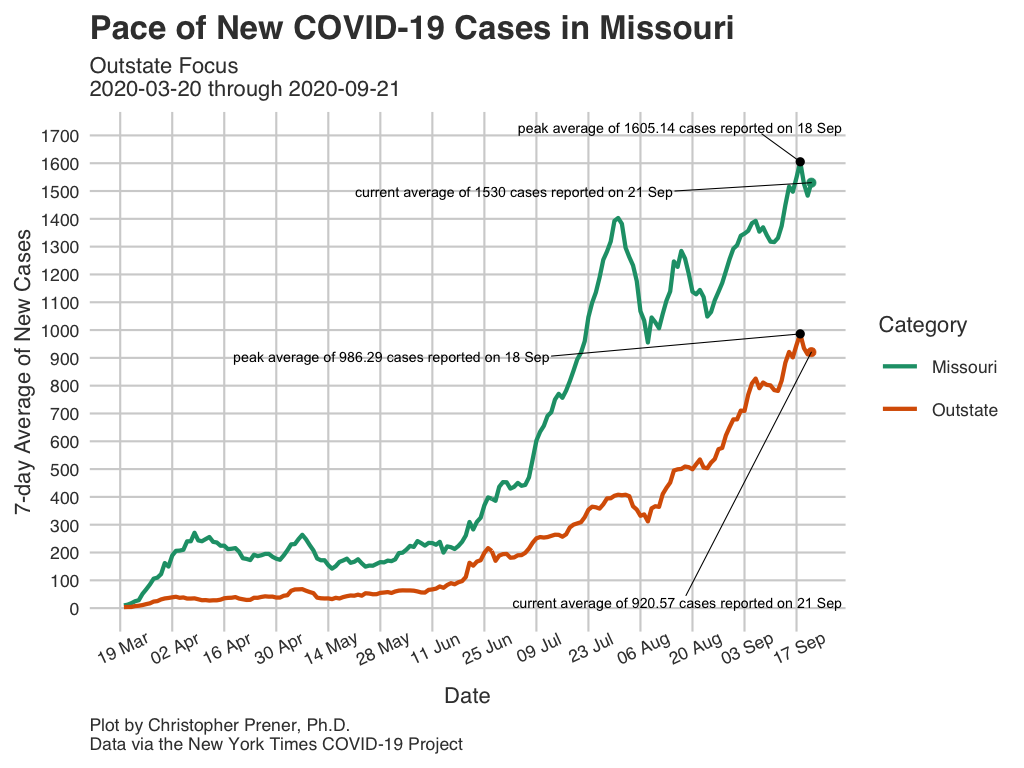 Pace of New COVID-19 Cases in Missouri
Outstate Focus
2020-03-20 through 2020-09-21
7-day Average of New Cases
1700
1600
1500
1400
1300
1200
1100
1000
900
800
700
600
500
400
300
200
100
0
peak average of 1605.14 cases reported on 18 Sep
current average of 1530 cases reported on 21 Sep
peak average of 986.29 cases reported on 18 Sep
current average of 920.57 cases reported on 21 Sep
19 Mar
02 Apr
16 Apr
30 Apr
14 May
28 May
11 Jun
25 Jun
09 Jul
23 Jul
06 Aug
20 Aug
03 Sep
17 Sep
Date
Category
Missouri
Outstate
Plot by Christopher Prener, Ph.D.
Data via the New York Times COVID-19 Project